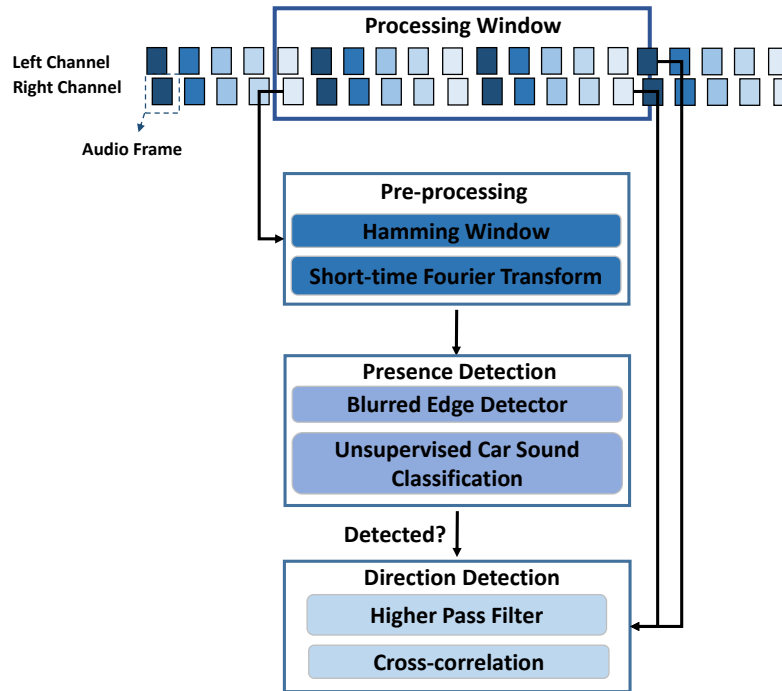 Processing Window
Left Channel
Right Channel
Audio Frame
Pre-processing
Hamming Window
Short-time Fourier Transform
Presence Detection
Blurred Edge Detector
Unsupervised Car Sound
Classification
Detected?
Direction Detection
Higher Pass Filter
Cross-correlation